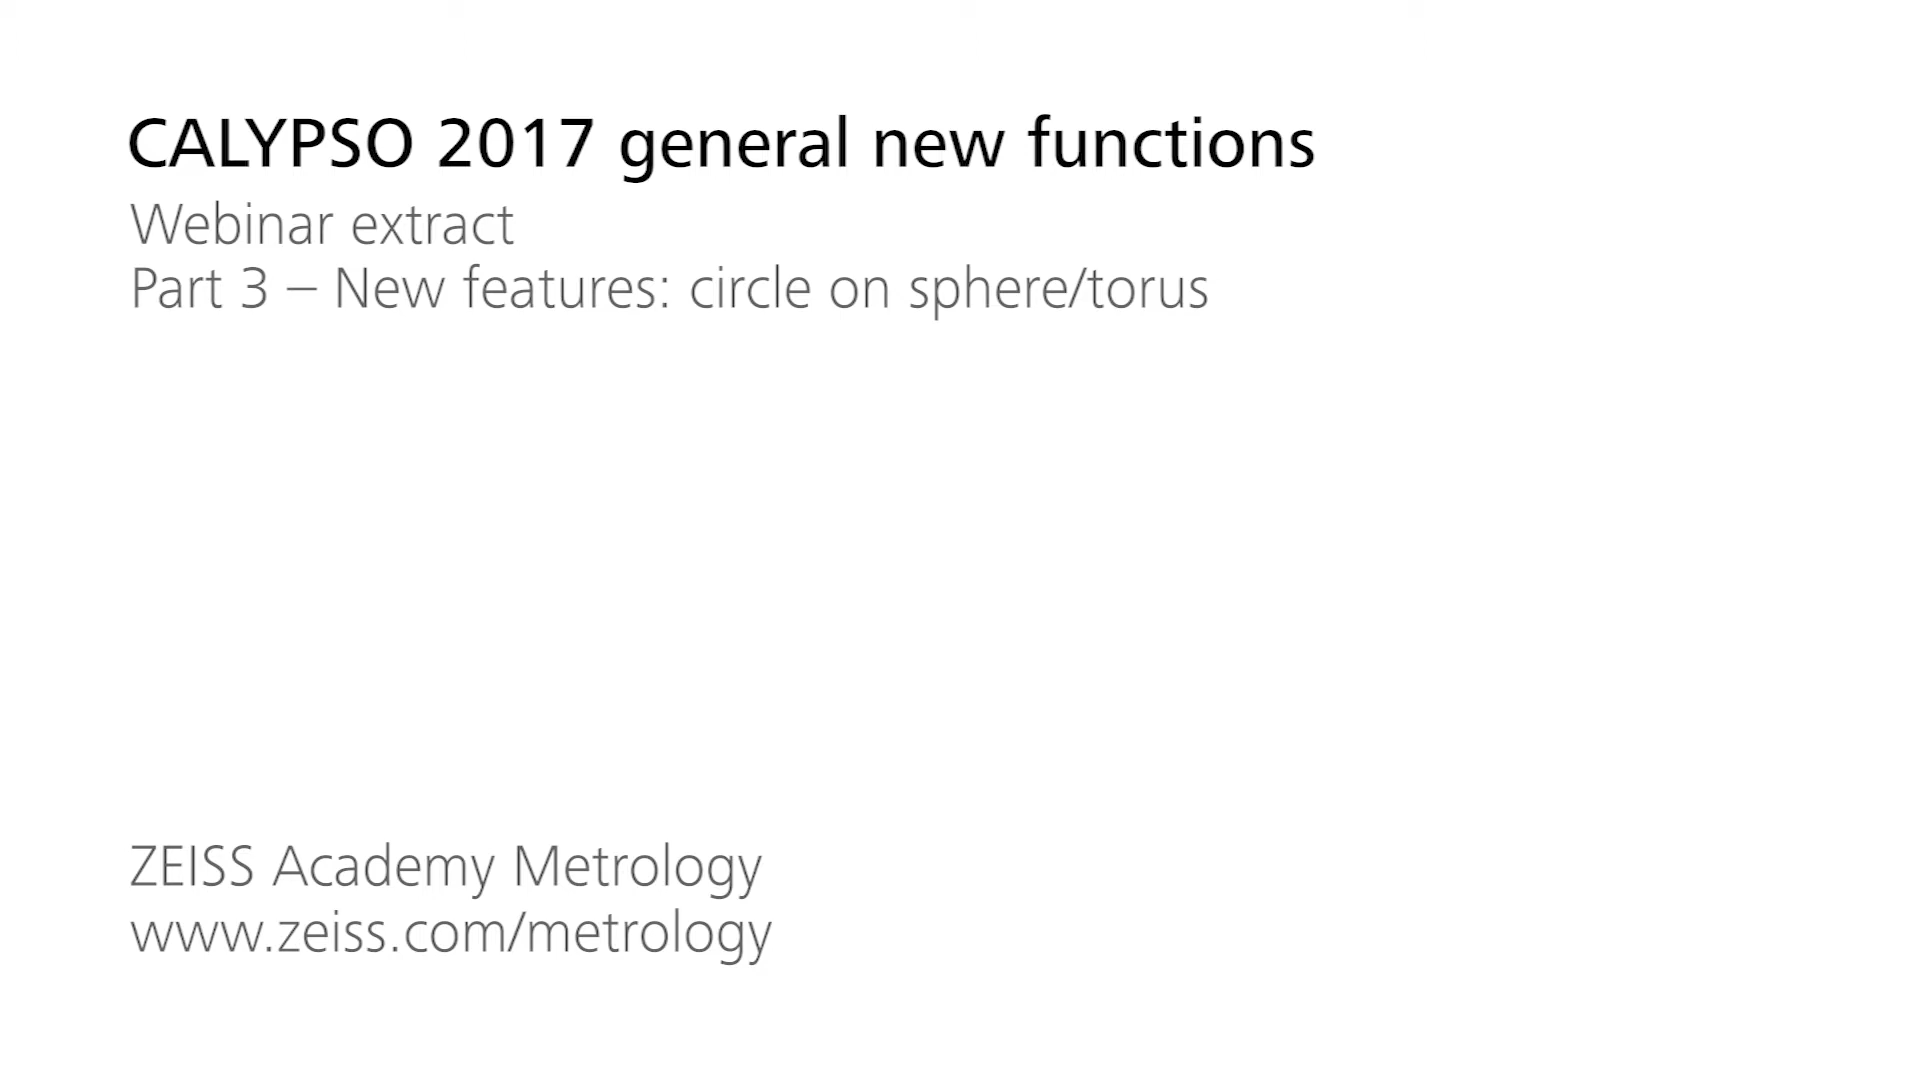 CALYPSO 2017 general new functions
Webinar extract
Part 3 – New features: circle on sphere/torus
ZEISS Academy Metrology
www.zeiss.com/metrology